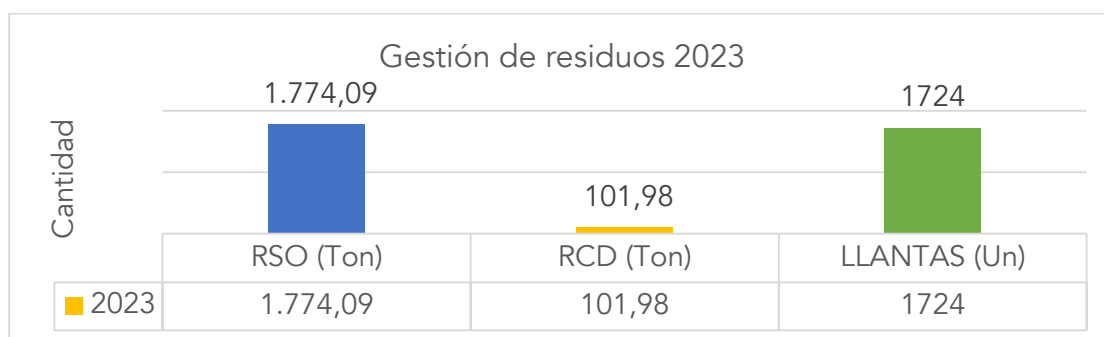 Gestión de residuos 2023
1.774,09
1724
101,98
Cantidad
RSO (Ton) RCD (Ton) LLANTAS (Un)
2023 1.774,09 101,98 1724